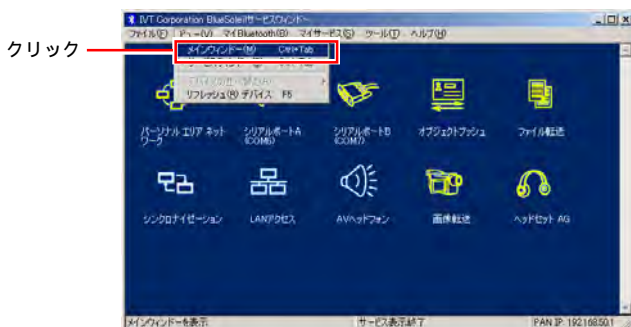 IVT Corporation BlueSoleilサービスウィンドー
ファイル(F) ビュー(V) マイBluetooth(B) マイサービス(S) ツール(T) ヘルプ(H)
クリック
メインウィンドー(M) Ctrl+Tab
リフレッシュ(R) デバイス F5
パーソナル エリア ネットワーク
シリアルポートA (COM6)
シリアルポートB (COM7)
オブジェクトプッシュ
ファイル転送
シンクロナイゼーション
LANアクセス
AVヘッドフォン
画像転送
ヘッドセット AG
メインウィンドーを表示
サービス表示終了
PAN IP: 192.168.50.1